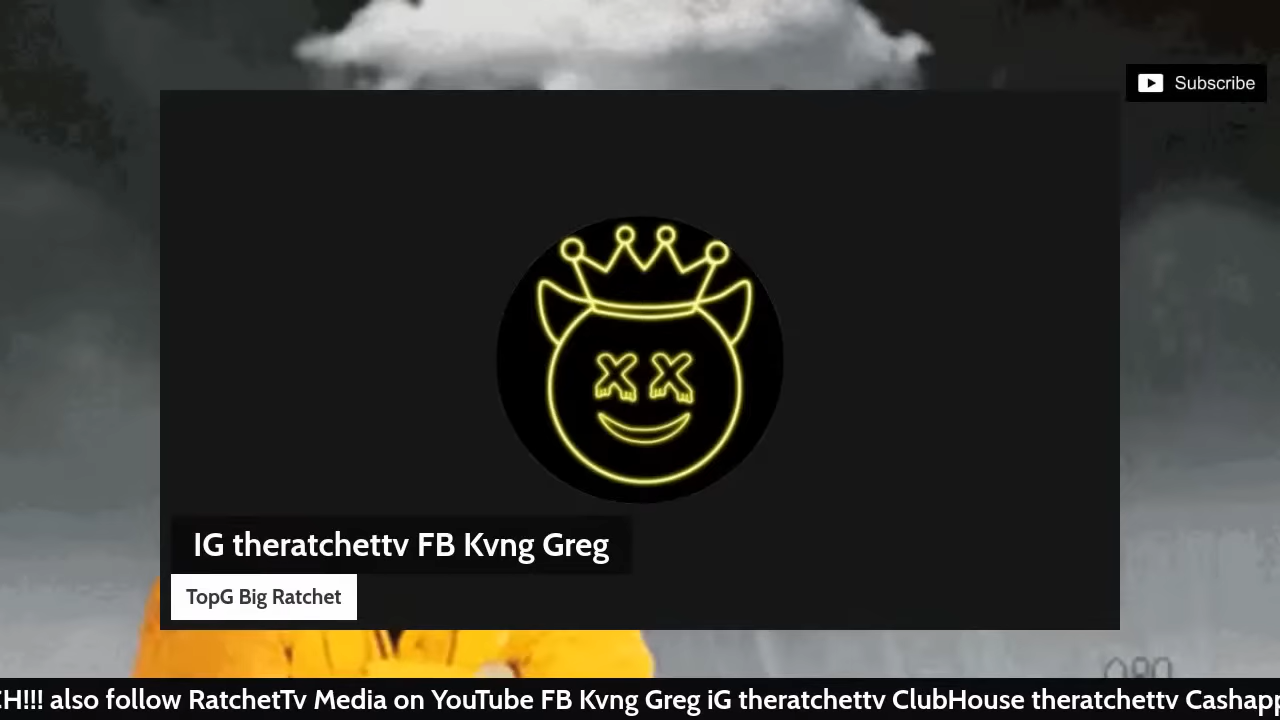 Subscribe
IG theratchettv FB Kvng Greg
TopG Big Ratchet
CH!!! also follow RatchetTv Media on YouTube FB Kvng Greg iG theratchettv ClubHouse theratchettv Cashapp